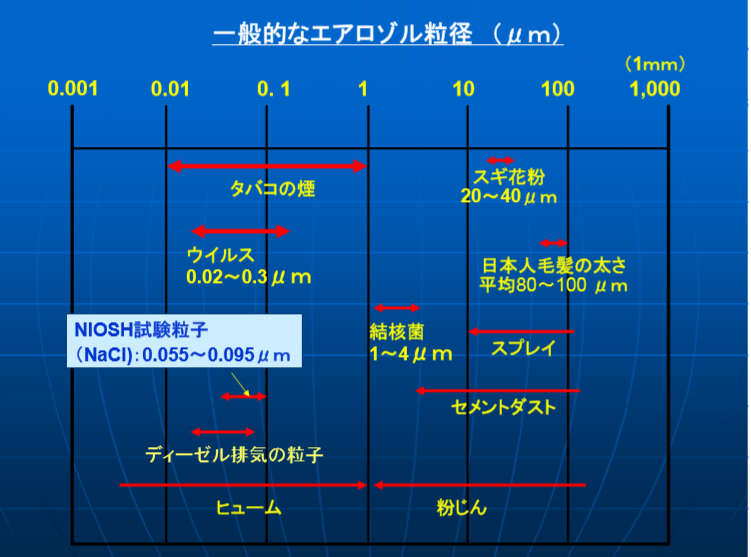 一般的なエアロゾル粒径 （μm）
（1mm）
0.001 0.01 0. 1 1 10 100 1,000
タバコの煙
スギ花粉
20～40μm
ウイルス
0.02～0.3μm
日本人毛髪の太さ
平均80～100 μm
NIOSH試験粒子
（NaCl）：0.055～0.095μm
結核菌
1～4μm
スプレイ
セメントダスト
ディーゼル排気の粒子
ヒューム
粉じん